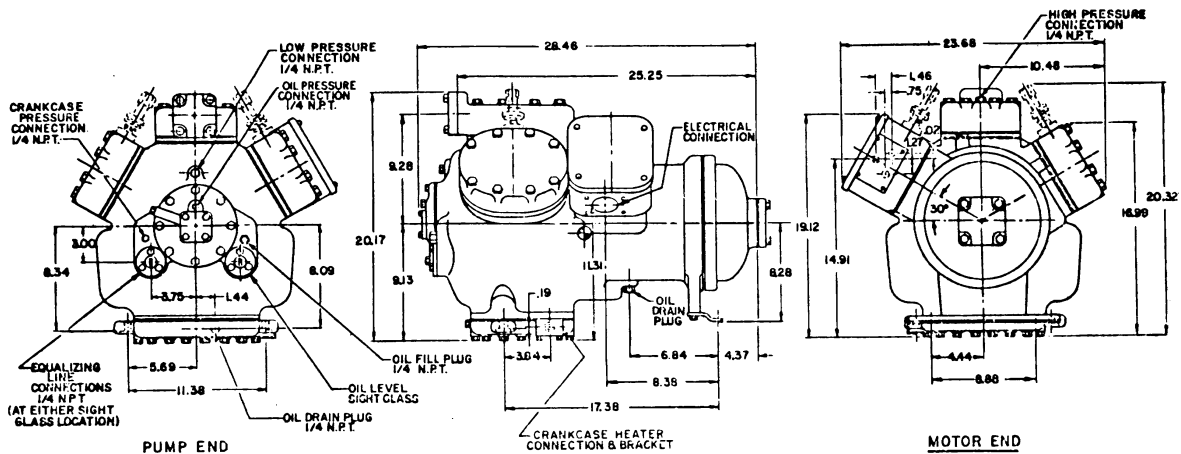 LOW PRESSURE
CONNECTION
1/4 N.P.T.
OIL PRESSURE
CONNECTION
1/4 N.P.T.
CRANKCASE
PRESSURE
CONNECTION
1/4 N.P.T.
3.00
8.34
8.09
3.75
1.44
5.69
11.38
EQUALIZING
LINE
CONNECTIONS
1/4 N.P.T
(AT EITHER SIGHT
GLASS LOCATION)
OIL FILL PLUG
1/4 N.P.T.
OIL LEVEL
SIGHT GLASS
OIL DRAIN PLUG
1/4 N.P.T.
PUMP END
28.46
25.25
ELECTRICAL
CONNECTION
9.28
20.17
9.13
11.31
8.28
.19
OIL
DRAIN
PLUG
3.84
6.84
4.37
8.38
17.38
CRANKCASE HEATER
CONNECTION & BRACKET
HIGH PRESSURE
CONNECTION
1/4 N.P.T.
23.68
10.48
1.46
.75
.02
1.27
30°
19.12
14.91
16.99
20.32
4.44
8.88
MOTOR END